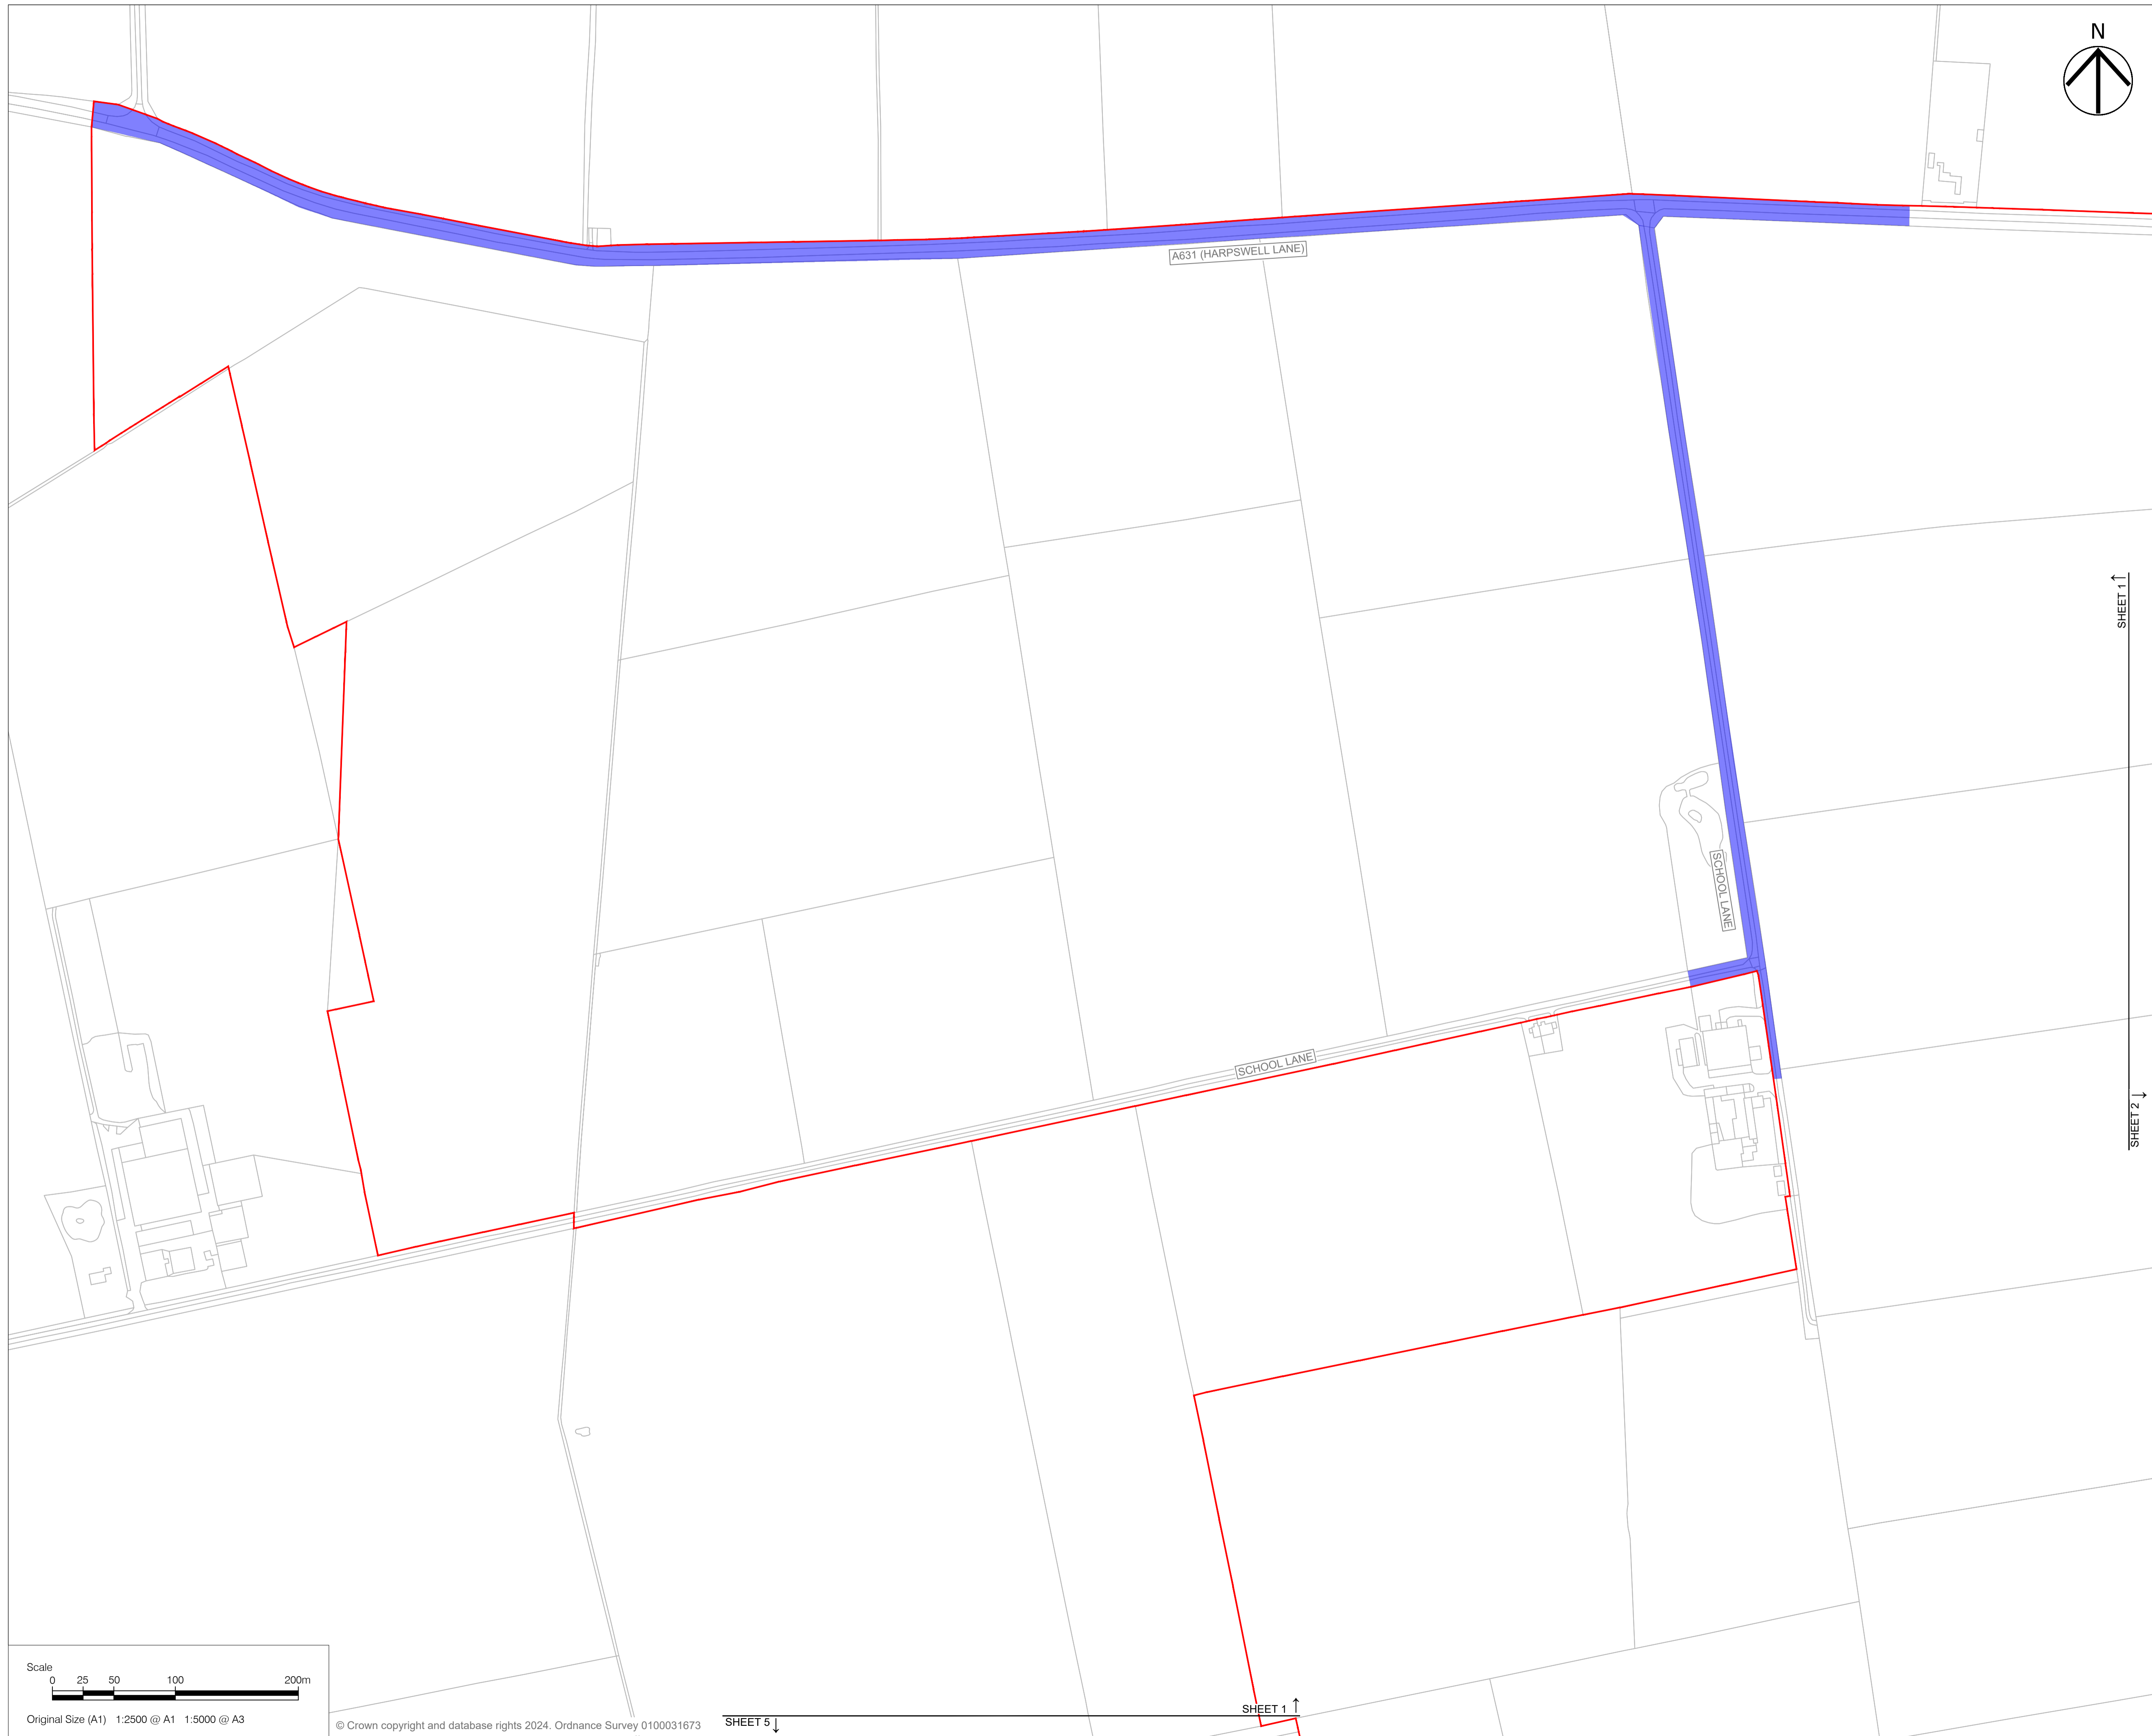 N
A631 (HARPSWELL LANE)
SHEET 1
SCHOOL LANE
SCHOOL LANE
SHEET 2
Scale
0 25 50 100 200m
Original Size (A1) 1:2500 @ A1 1:5000 @ A3
© Crown copyright and database rights 2024. Ordnance Survey 0100031673
SHEET 1
SHEET 5